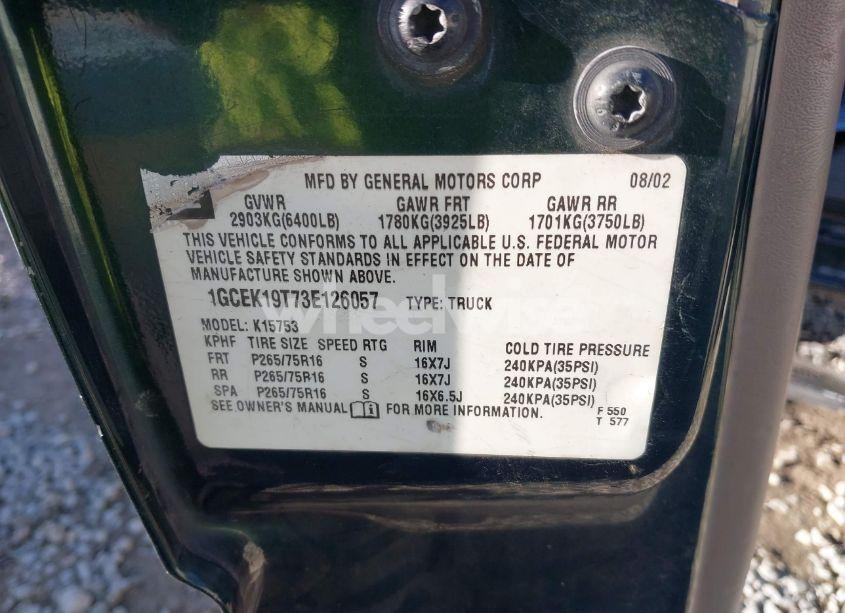 MFD BY GENERAL MOTORS CORP 08/02
GVWR GAWR FRT GAWR RR
2903KG(6400LB) 1780KG(3925LB) 1701KG(3750LB)
THIS VEHICLE CONFORMS TO ALL APPLICABLE U.S. FEDERAL MOTOR
VEHICLE SAFETY STANDARDS IN EFFECT ON THE DATE OF
MANUFACTURE SHOWN ABOVE.
1GCEK19T73E126057 TYPE: TRUCK
wheelwise
MODEL: K15753
KPHF TIRE SIZE SPEED RTG RIM COLD TIRE PRESSURE
FRT P265/75R16 S 16X7J 240KPA(35PSI)
RR P265/75R16 S 16X7J 240KPA(35PSI)
SPA P265/75R16 S 16X6.5J 240KPA(35PSI)
SEE OWNER'S MANUAL FOR MORE INFORMATION. F 550
T 577